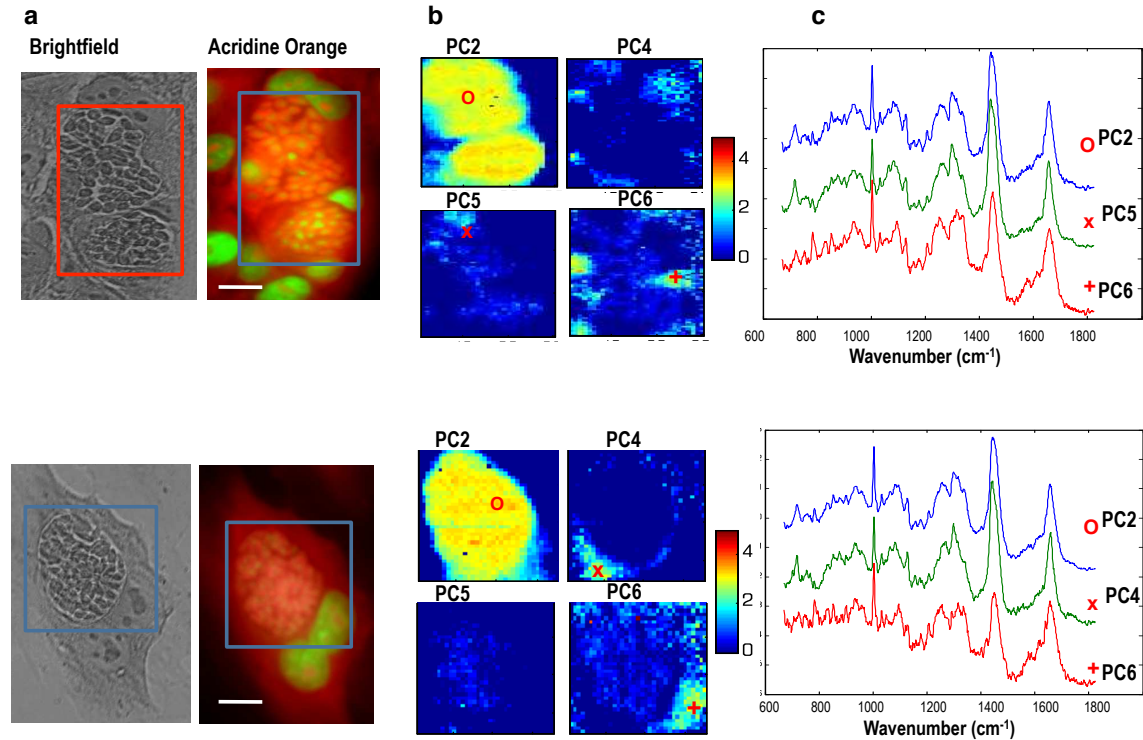 a
b
c
Brightfield
Acridine Orange
PC2
PC4
PC5
PC6
O
x
+
4
2
0
O PC2
x PC5
+ PC6
600 800 1000 1200 1400 1600 1800
Wavenumber (cm-1)
PC2
PC4
PC5
PC6
O
x
+
4
2
0
O PC2
x PC4
+ PC6
600 800 1000 1200 1400 1600 1800
Wavenumber (cm-1)